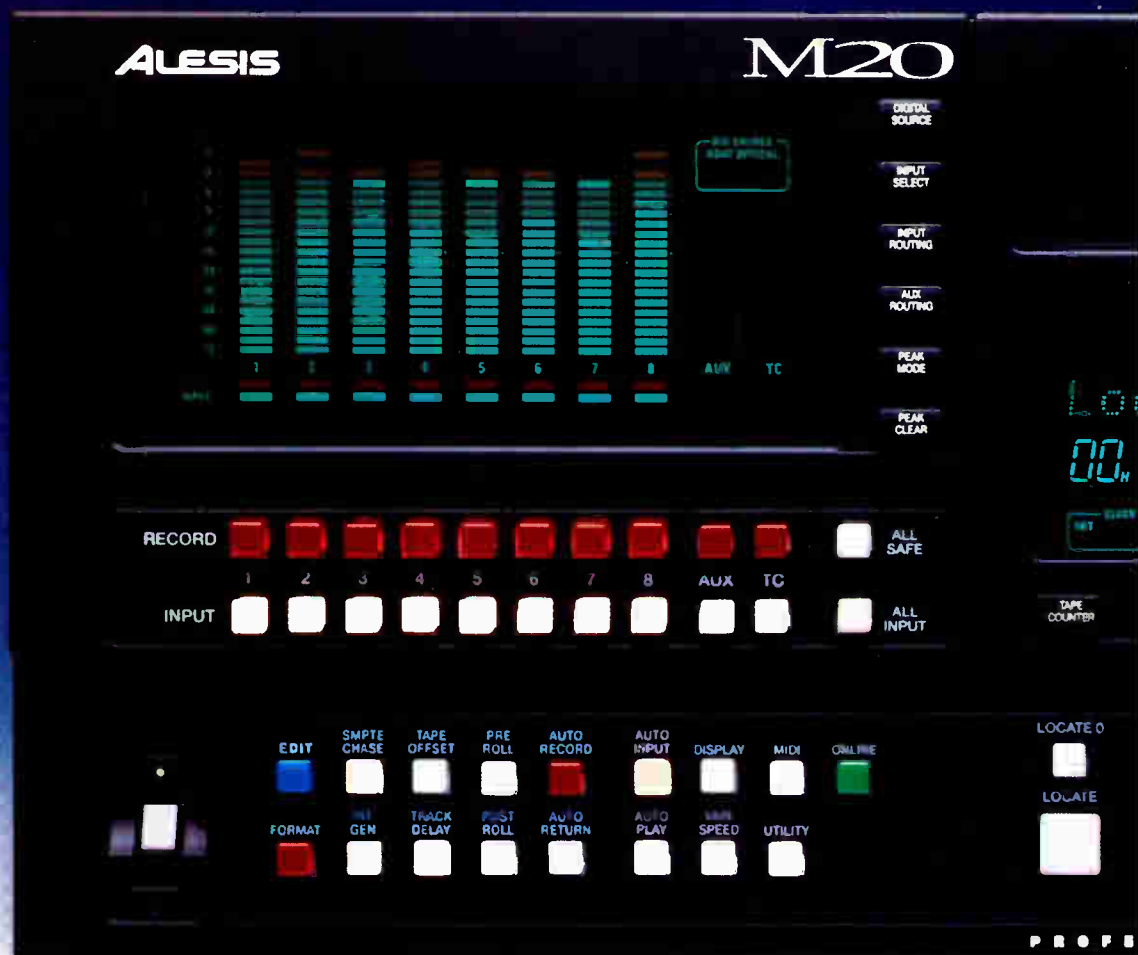 ALESIS
M20
DIGITAL
SOURCE
INPUT
SELECT
INPUT
ROUTING
AUX
ROUTING
PEAK
MODE
PEAK
CLEAR
1 2 3 4 5 6 7 8 AUX TC
00 H
SET
RECORD
ALL
SAFE
1 2 3 4 5 6 7 8 AUX TC
INPUT
ALL
INPUT
TAPE
COUNTER
EDIT
SMPTE
CHASE
TAPE
OFFSET
PRE
ROLL
AUTO
RECORD
AUTO
INPUT
DISPLAY
MIDI
ONLINE
LOCATE 0
FORMAT
INT
GEN
TRACK
DELAY
POST
ROLL
AUTO
RETURN
AUTO
PLAY
VARI
SPEED
UTILITY
LOCATE
P R O F E